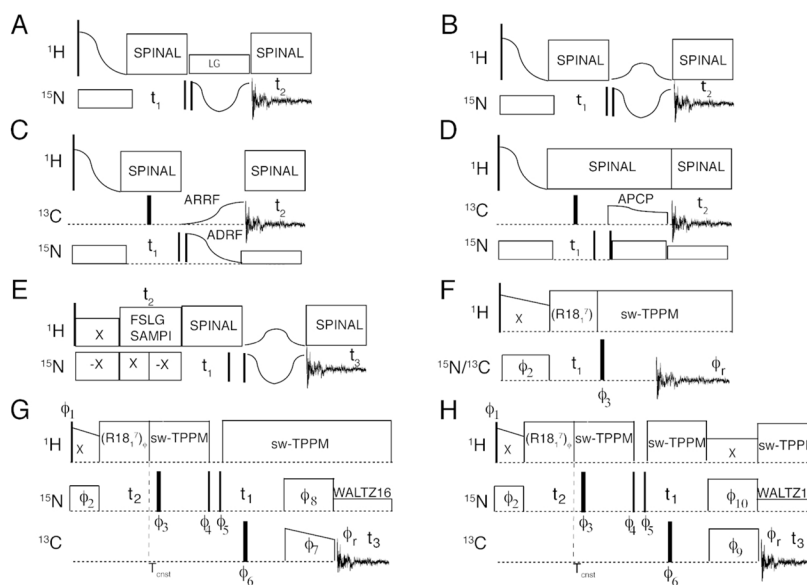 A
¹H
SPINAL
LG
SPINAL
¹⁵N
t₁
t₂
B
¹H
SPINAL
SPINAL
¹⁵N
t₁
t₂
C
¹H
SPINAL
SPINAL
¹³C
ARRF
t₂
¹⁵N
t₁
ADRF
D
¹H
SPINAL
SPINAL
¹³C
APCP
t₂
¹⁵N
t₁
E
t₂
¹H
X
FSLG
SAMPI
SPINAL
SPINAL
¹⁵N
-X
X
-X
t₁
t₃
F
¹H
X
(R18₁⁷)
sw-TPPM
¹⁵N/¹³C
ϕ₂
t₁
ϕ₃
ϕᵣ
G
ϕ₁
¹H
X
(R18₁⁷)ᵩ
sw-TPPM
sw-TPPM
¹⁵N
ϕ₂
t₂
ϕ₃
ϕ₄
ϕ₅
t₁
ϕ₈
WALTZ16
¹³C
T_cnst
ϕ₆
ϕ₇
ϕᵣ
t₃
H
ϕ₁
¹H
X
(R18₁⁷)ᵩ
sw-TPPM
sw-TPPM
X
sw-TPPM
¹⁵N
ϕ₂
t₂
ϕ₃
ϕ₄
ϕ₅
t₁
ϕ₁₀
WALTZ1
¹³C
T_cnst
ϕ₆
ϕ₉
ϕᵣ
t₃